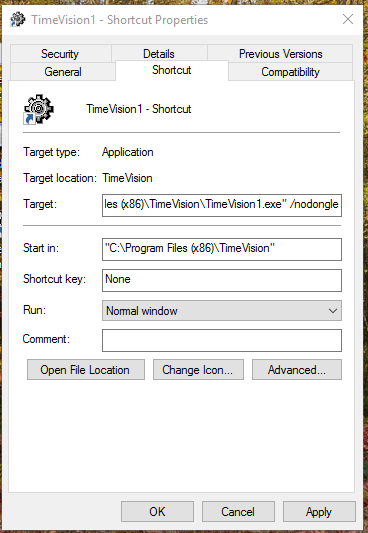 TimeVision1 - Shortcut Properties
Security Details Previous Versions
General Shortcut Compatibility
TimeVision1 - Shortcut
Target type: Application
Target location: TimeVision
Target: les (x86)\TimeVision\TimeVision1.exe" /nodongle
Start in: "C:\Program Files (x86)\TimeVision"
Shortcut key: None
Run: Normal window
Comment:
Open File Location Change Icon... Advanced...
OK Cancel Apply